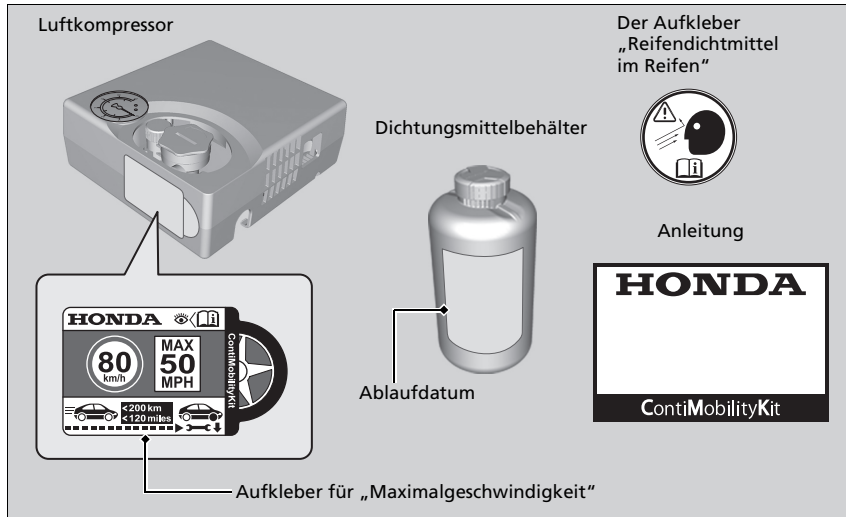 Luftkompressor
Der Aufkleber
„Reifendichtmittel
im Reifen“
Dichtungsmittelbehälter
Anleitung
HONDA
ContiMobilityKit
HONDA
80
km/h
MAX
50
MPH
ContiMobilityKit
<200 km
<120 miles
Ablaufdatum
Aufkleber für „Maximalgeschwindigkeit“